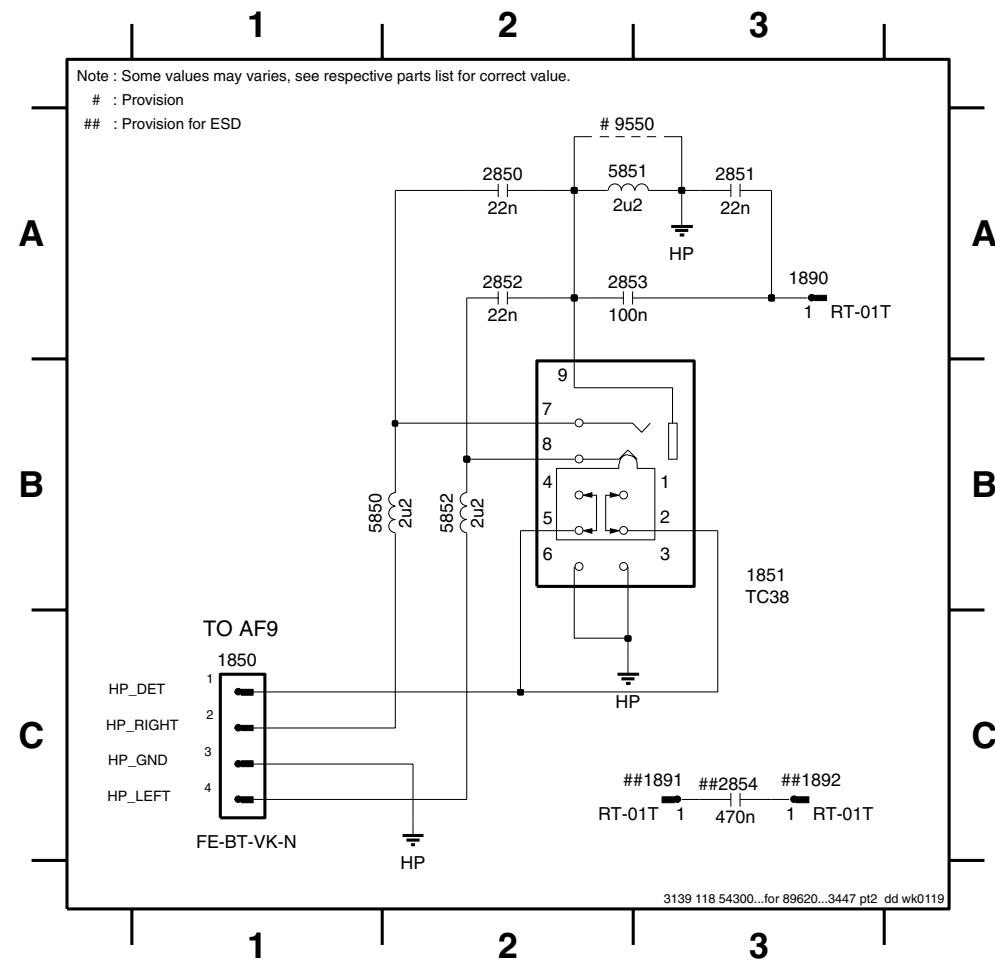 1 2 3
Note : Some values may varies, see respective parts list for correct value.
# : Provision
## : Provision for ESD
# 9550
2850
22n
5851
2u2
2851
22n
A
A
HP
2852
22n
2853
100n
1890
1 RT-01T
9
7
8
4
1
5
2
6
3
B
B
5850
2u2
5852
2u2
1851
TC38
TO AF9
1850
HP_DET 1
HP_RIGHT 2
HP_GND 3
HP_LEFT 4
FE-BT-VK-N
HP
HP
C
C
##1891
RT-01T 1
##2854
470n
##1892
1 RT-01T
3139 118 54300...for 89620...3447 pt2 dd wk0119
1 2 3